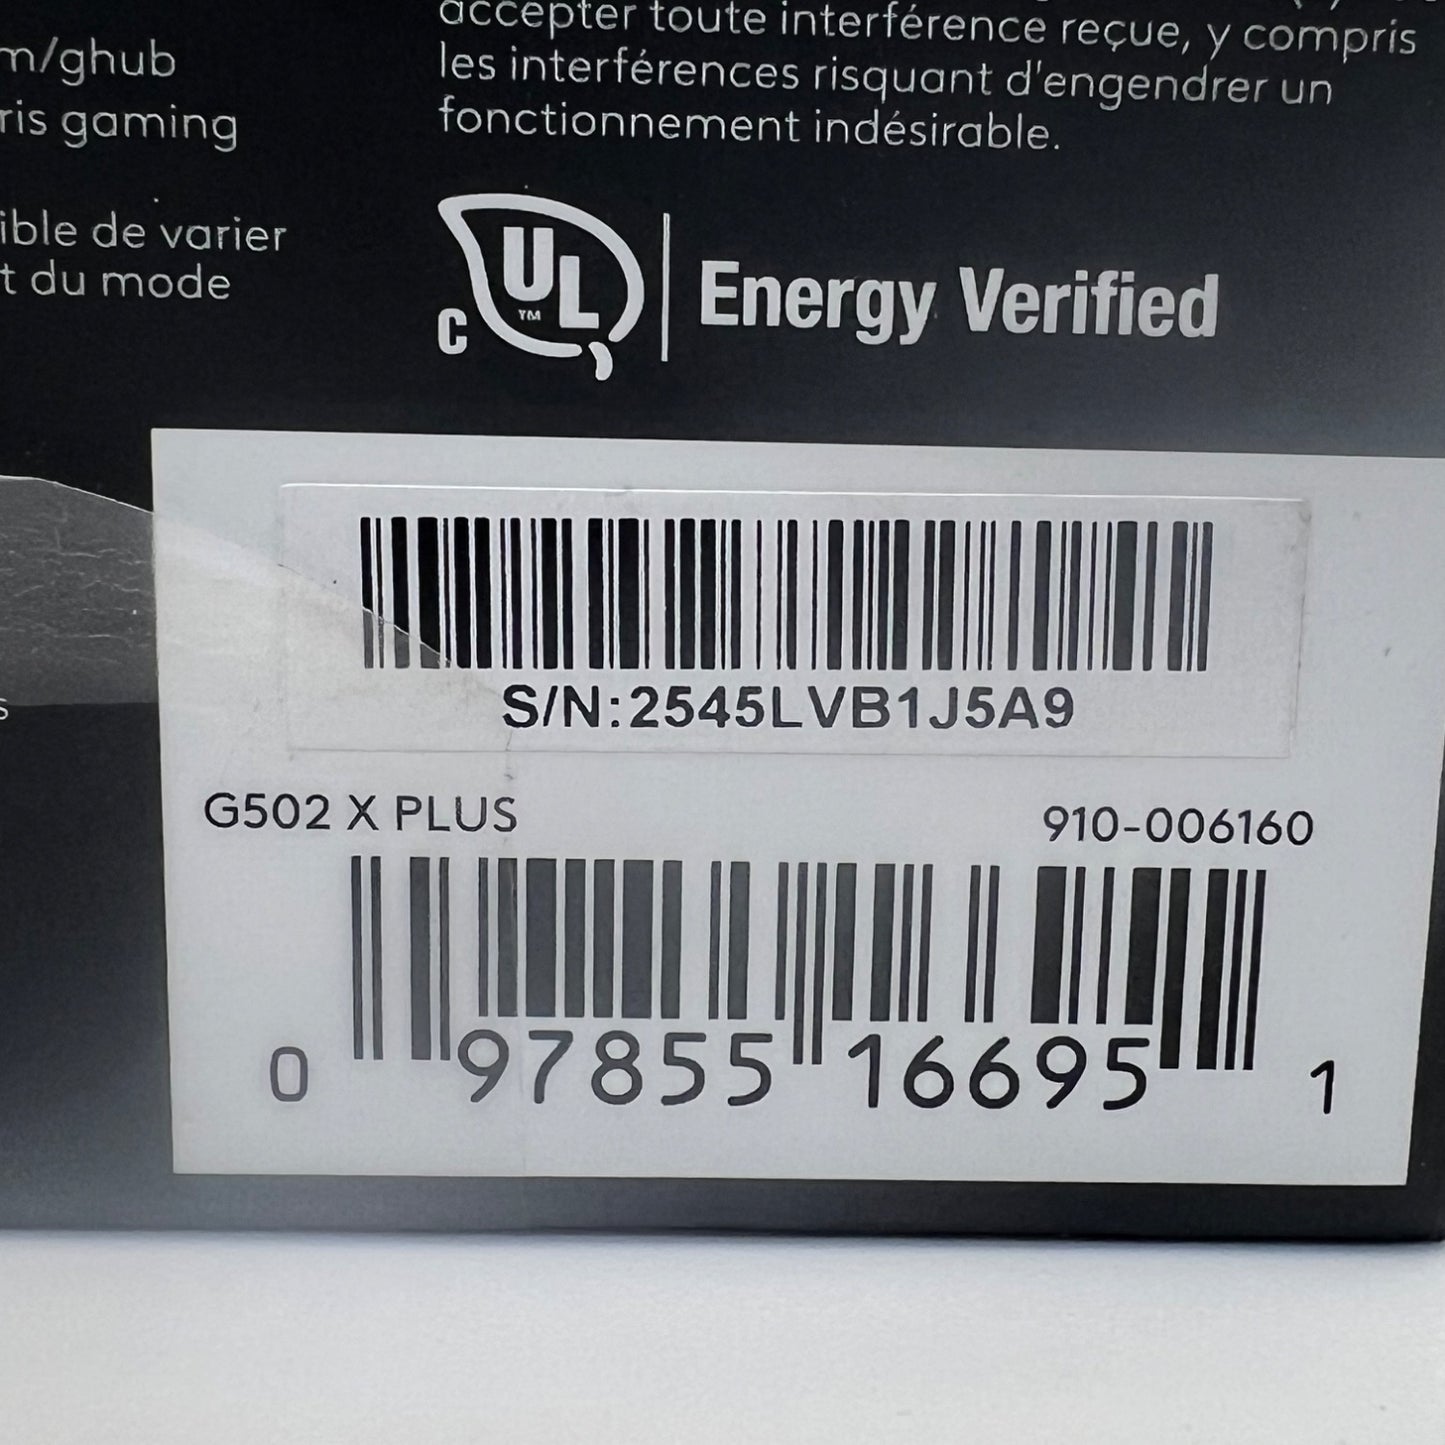 m/ghub
ris gaming
ible de varier
t du mode
s
accepter toute interférence reçue, y compris
les interférences risquant d'engendrer un
fonctionnement indésirable.
C UL TM Energy Verified
S/N:2545LVB1J5A9
G502 X PLUS 910-006160
0 97855 16695 1